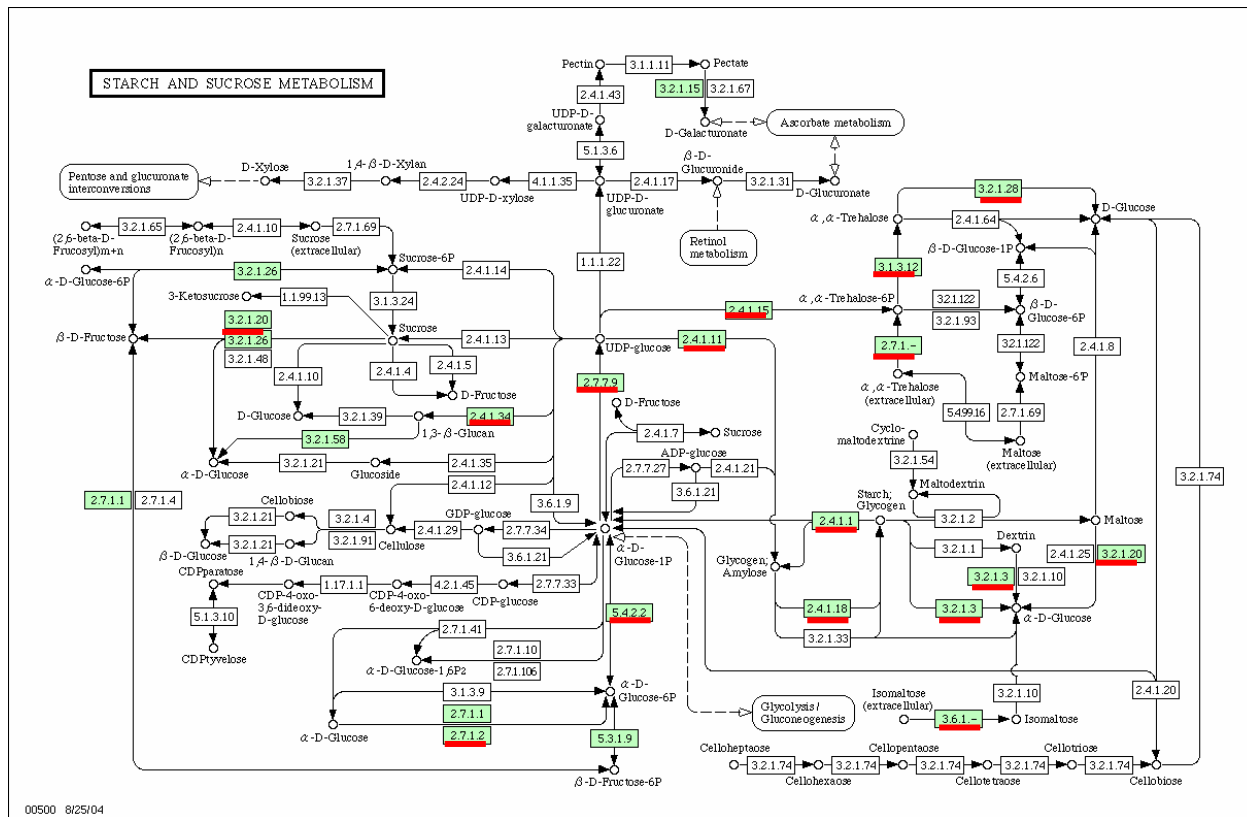 STARCH AND SUCROSE METABOLISM
Pectin
3.1.1.11
Pectate
2.4.1.43
3.2.1.15
3.2.1.67
UDP-D-
galacturonate
D-Galacturonate
Ascorbate metabolism
5.1.3.6
Pentose and glucuronate
interconversions
D-Xylose
3.2.1.37
1,4-β-D-Xylan
2.4.2.24
UDP-D-xylose
4.1.1.35
UDP-D-
glucuronate
2.4.1.17
β-D-
Glucuronide
3.2.1.31
D-Glucuronate
Retinol
metabolism
1.1.1.22
3.2.1.28
α,α-Trehalose
2.4.1.64
D-Glucose
β-D-Glucose-1P
3.1.3.12
5.4.2.6
(2,6-beta-D-
Frucosyl)m+n
3.2.1.65
(2,6-beta-D-
Frucosyl)n
2.4.1.10
Sucrose
(extracellular)
2.7.1.69
α-D-Glucose-6P
3.2.1.26
Sucrose-6P
2.4.1.14
3-Ketosucrose
1.1.99.13
3.1.3.24
2.4.1.15
α,α-Trehalose-6P
3.2.1.122
3.2.1.93
β-D-
Glucose-6P
β-D-Fructose
3.2.1.20
3.2.1.26
3.2.1.48
Sucrose
2.4.1.13
UDP-glucose
2.4.1.11
2.7.1.-
3.2.1.122
2.4.1.8
2.4.1.10
2.4.1.4
2.4.1.5
D-Fructose
2.7.7.9
α,α-Trehalose
(extracellular)
Maltose-6'P
D-Glucose
3.2.1.39
1,3-β-Glucan
2.4.1.34
D-Fructose
5.4.99.16
2.7.1.69
3.2.1.58
2.4.1.7
Sucrose
Cyclo-
maltodextrine
Maltose
(extracellular)
α-D-Glucose
3.2.1.21
Glucoside
2.4.1.35
ADP-glucose
2.7.7.27
2.4.1.21
3.2.1.54
3.2.1.74
2.4.1.12
3.6.1.9
3.6.1.21
Maltodextrin
2.7.1.1
2.7.1.4
Cellobiose
3.2.1.21
3.2.1.4
3.2.1.91
2.4.1.29
GDP-glucose
2.7.7.34
Starch;
Glycogen
2.4.1.1
3.2.1.2
Maltose
β-D-Glucose
3.2.1.21
1,4-β-D-Glucan
Cellulose
3.6.1.21
α-D-
Glucose-1P
3.2.1.1
Dextrin
2.4.1.25
3.2.1.20
CDPparatose
1.17.1.1
CDP-4-oxo-
3,6-dideoxy-
D-glucose
4.2.1.45
CDP-4-oxo-
6-deoxy-D-glucose
CDP-glucose
2.7.7.33
Glycogen;
Amylose
3.2.1.3
3.2.1.10
5.1.3.10
CDPtyvelose
5.4.2.2
2.4.1.18
3.2.1.3
α-D-Glucose
2.7.1.41
3.2.1.33
α-D-Glucose-1,6P2
2.7.1.10
2.7.1.106
3.1.3.9
α-D-
Glucose-6P
3.2.1.10
2.4.1.20
Glycolysis /
Gluconeogenesis
Isomaltose
(extracellular)
3.6.1.-
Isomaltose
α-D-Glucose
2.7.1.1
2.7.1.2
5.3.1.9
β-D-Fructose-6P
Celloheptaose
3.2.1.74
Cellohexaose
3.2.1.74
Cellopentaose
3.2.1.74
Cellotetraose
3.2.1.74
Cellotriose
3.2.1.74
Cellobiose
00500 8/25/04